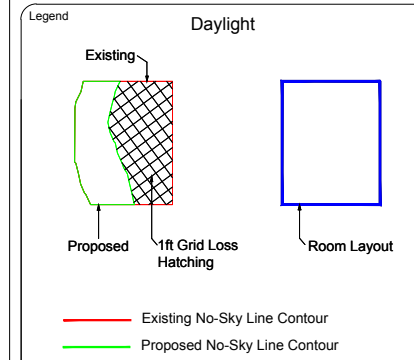 Legend
Daylight
Existing
Proposed
1ft Grid Loss
Hatching
Room Layout
Existing No-Sky Line Contour
Proposed No-Sky Line Contour